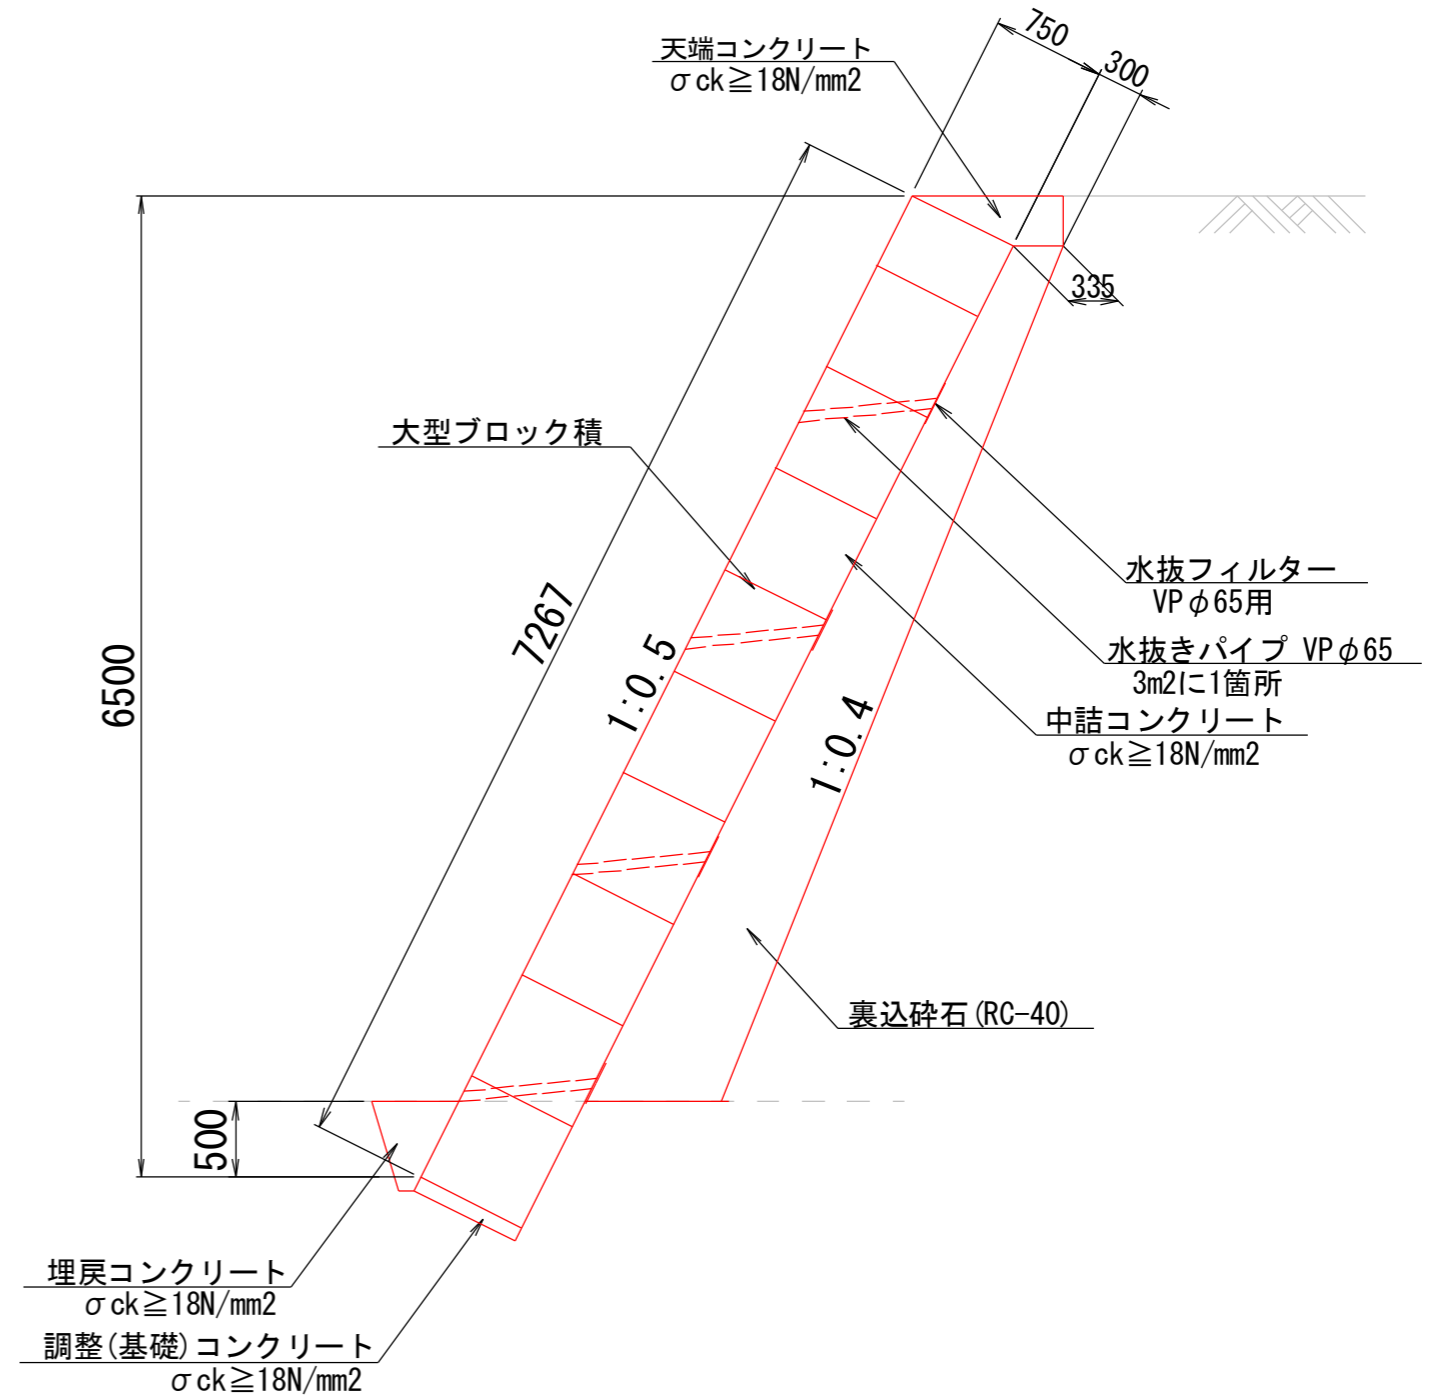 750
300
天端コンクリート
σck≧18N/mm2
335
大型ブロック積
7267
6500
1:0.5
1:0.4
水抜フィルター
VPφ65用
水抜きパイプ VPφ65
3m2に1箇所
中詰コンクリート
σck≧18N/mm2
裏込砕石(RC-40)
500
埋戻コンクリート
σck≧18N/mm2
調整(基礎)コンクリート
σck≧18N/mm2